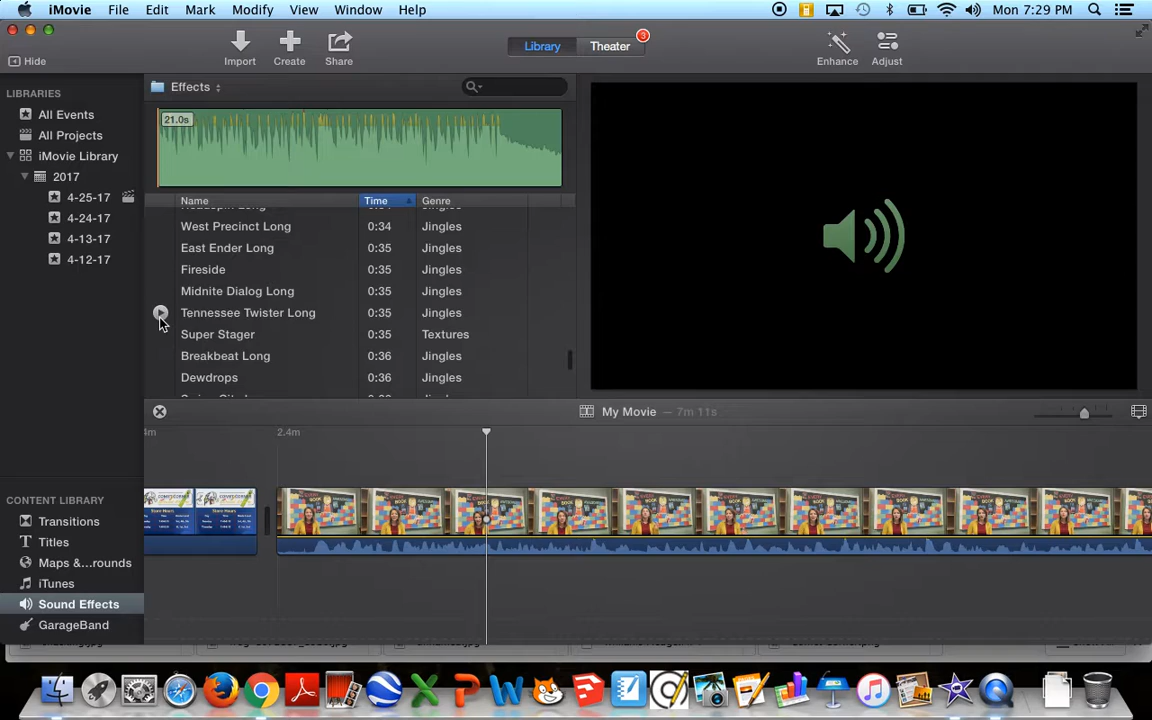 iMovie File Edit Mark Modify View Window Help Mon 7:29 PM
Hide Import Create Share Library Theater 3 Enhance Adjust
LIBRARIES
All Events
All Projects
iMovie Library
2017
4-25-17
4-24-17
4-13-17
4-12-17
CONTENT LIBRARY
Transitions
Titles
Maps &...rounds
iTunes
Sound Effects
GarageBand
Effects
21.0s
Name Time Genre
West Precinct Long 0:34 Jingles
East Ender Long 0:35 Jingles
Fireside 0:35 Jingles
Midnite Dialog Long 0:35 Jingles
Tennessee Twister Long 0:35 Jingles
Super Stager 0:35 Textures
Breakbeat Long 0:36 Jingles
Dewdrops 0:36 Jingles
My Movie — 7m 11s
4m 2.4m